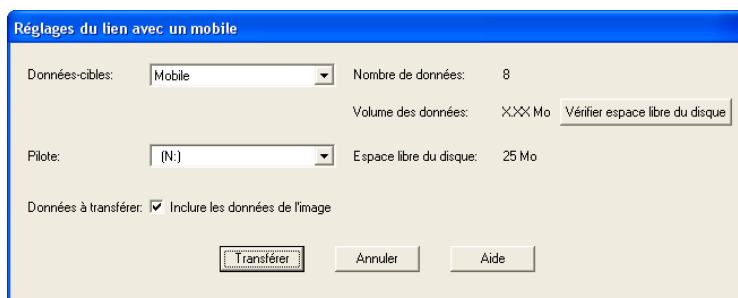 Réglages du lien avec un mobile
Données-cibles: Mobile Nombre de données: 8
Volume des données: X.XX Mo Vérifier espace libre du disque
Pilote: (N:) Espace libre du disque: 25 Mo
Données à transférer: Inclure les données de l'image
Transférer Annuler Aide